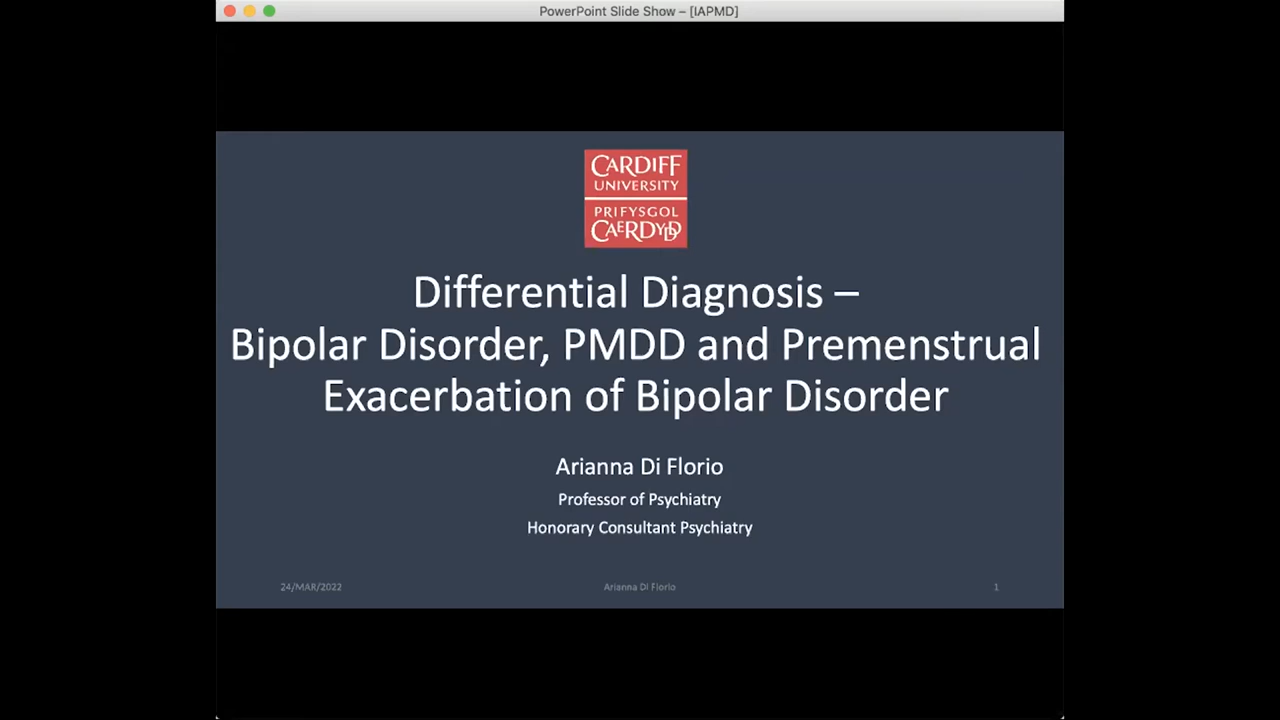 PowerPoint Slide Show – [IAPMD]
CARDIFF
UNIVERSITY
PRIFYSGOL
CAERDYDD
Differential Diagnosis –
Bipolar Disorder, PMDD and Premenstrual
Exacerbation of Bipolar Disorder
Arianna Di Florio
Professor of Psychiatry
Honorary Consultant Psychiatry
24/MAR/2022
Arianna Di Florio
1